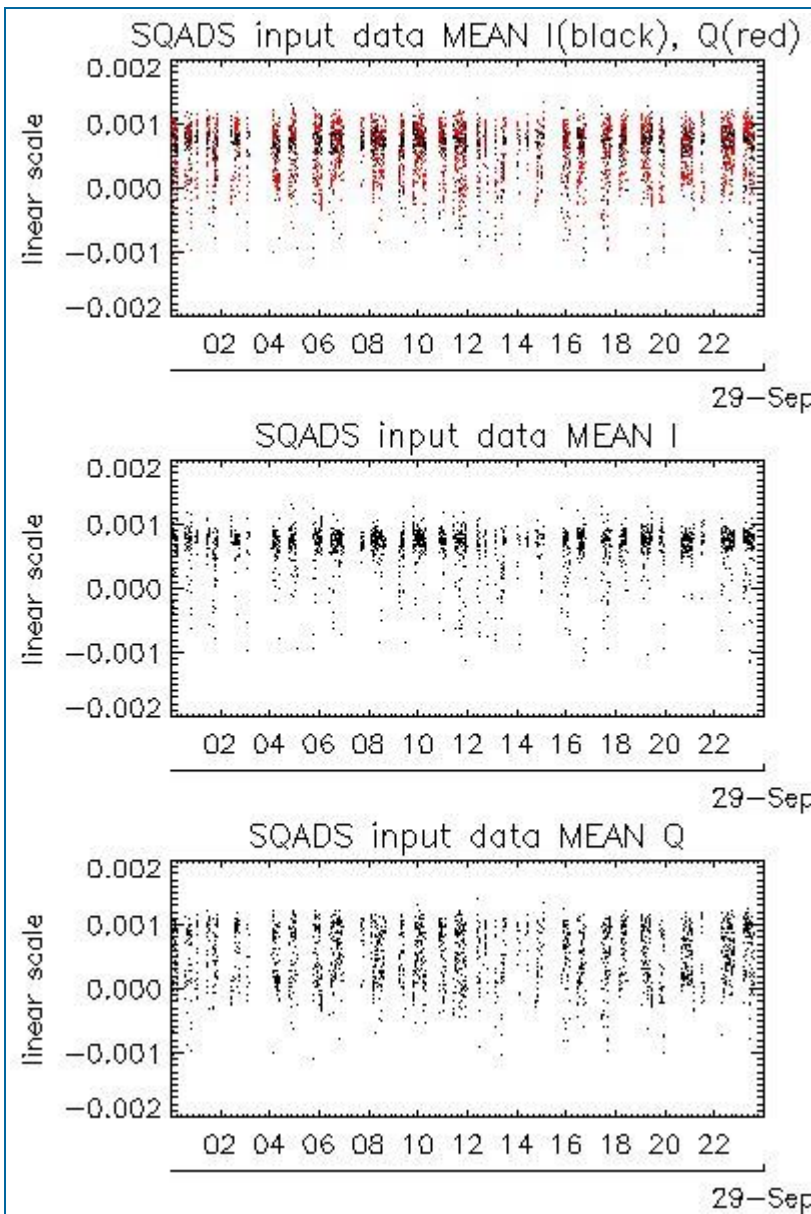 SQADS input data MEAN I(black), Q(red)
linear scale
0.002
0.001
0.000
-0.001
-0.002
02 04 06 08 10 12 14 16 18 20 22
29-Sep
SQADS input data MEAN I
linear scale
0.002
0.001
0.000
-0.001
-0.002
02 04 06 08 10 12 14 16 18 20 22
29-Sep
SQADS input data MEAN Q
linear scale
0.002
0.001
0.000
-0.001
-0.002
02 04 06 08 10 12 14 16 18 20 22
29-Sep